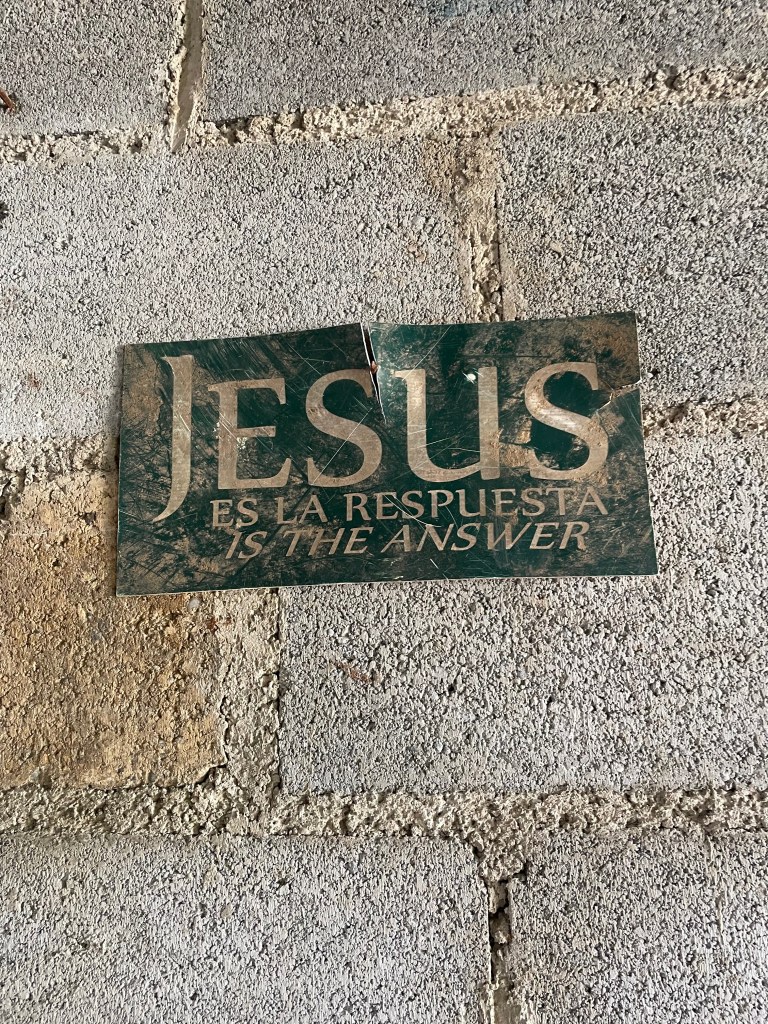 JESUS
ES LA RESPUESTA
IS THE ANSWER